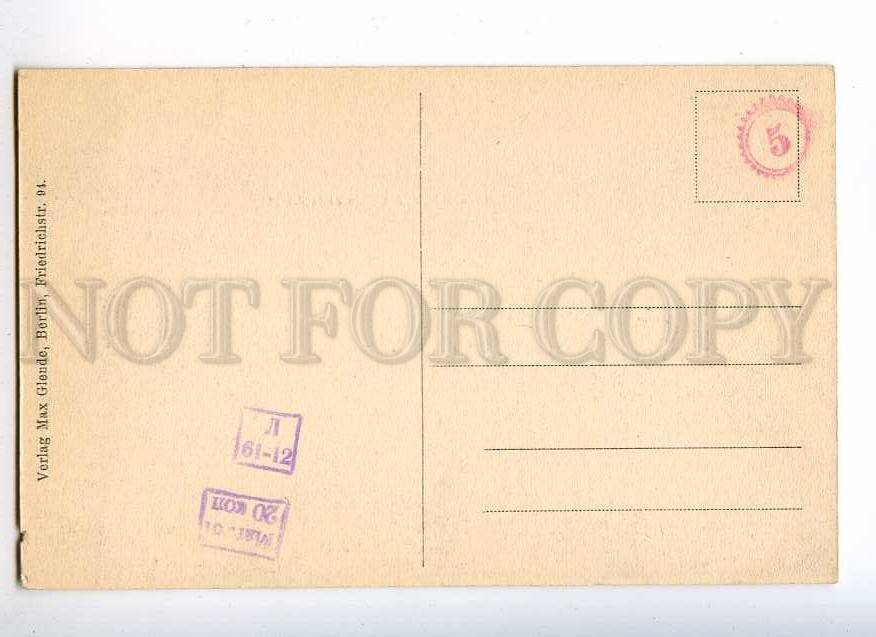 Verlag Max Glende, Berlin, Friedrichstr. 94.
5
NOT FOR COPY
Л
61-12
20 коп